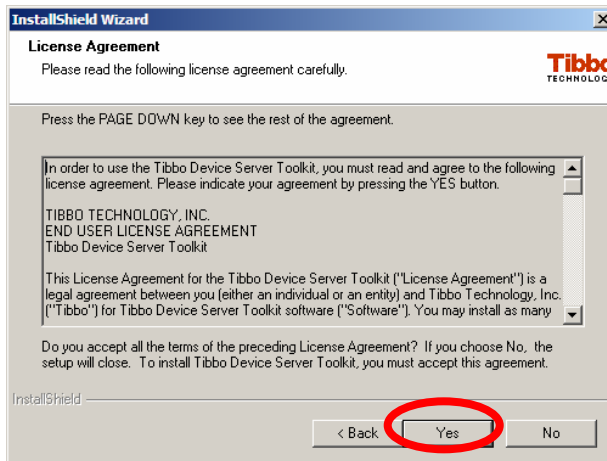 InstallShield Wizard
License Agreement
Please read the following license agreement carefully.
Tibbo
TECHNOLOG
Press the PAGE DOWN key to see the rest of the agreement.
In order to use the Tibbo Device Server Toolkit, you must read and agree to the following
license agreement. Please indicate your agreement by pressing the YES button.
TIBBO TECHNOLOGY, INC.
END USER LICENSE AGREEMENT
Tibbo Device Server Toolkit
This License Agreement for the Tibbo Device Server Toolkit ("License Agreement") is a
legal agreement between you (either an individual or an entity) and Tibbo Technology, Inc.
("Tibbo") for Tibbo Device Server Toolkit software ("Software"). You may install as many
Do you accept all the terms of the preceding License Agreement? If you choose No, the
setup will close. To install Tibbo Device Server Toolkit, you must accept this agreement.
InstallShield
< Back
Yes
No